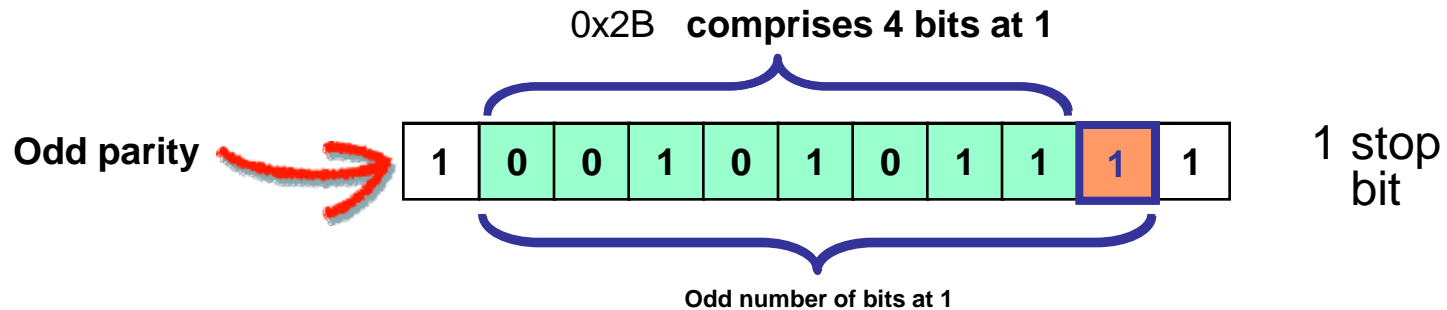 0x2B comprises 4 bits at 1
Odd parity
1 0 0 1 0 1 0 1 1 1 1
1 stop
bit
Odd number of bits at 1